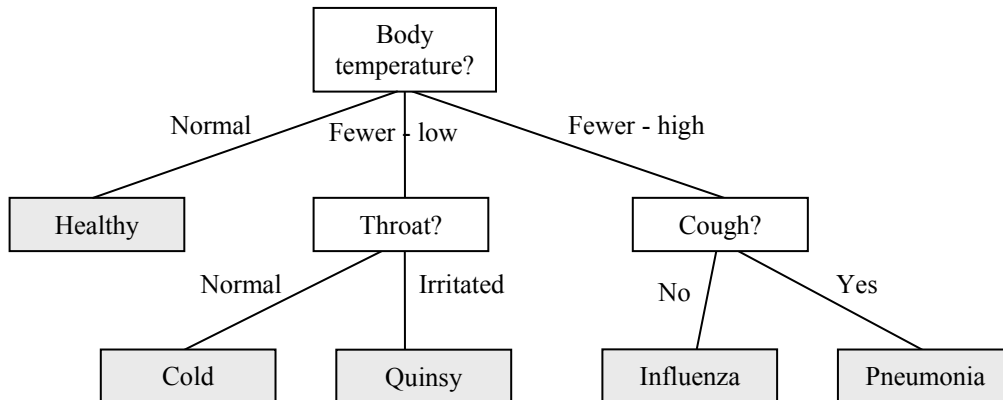 Body
temperature?
Normal
Fewer - low
Fewer - high
Healthy
Throat?
Cough?
Normal
Irritated
No
Yes
Cold
Quinsy
Influenza
Pneumonia